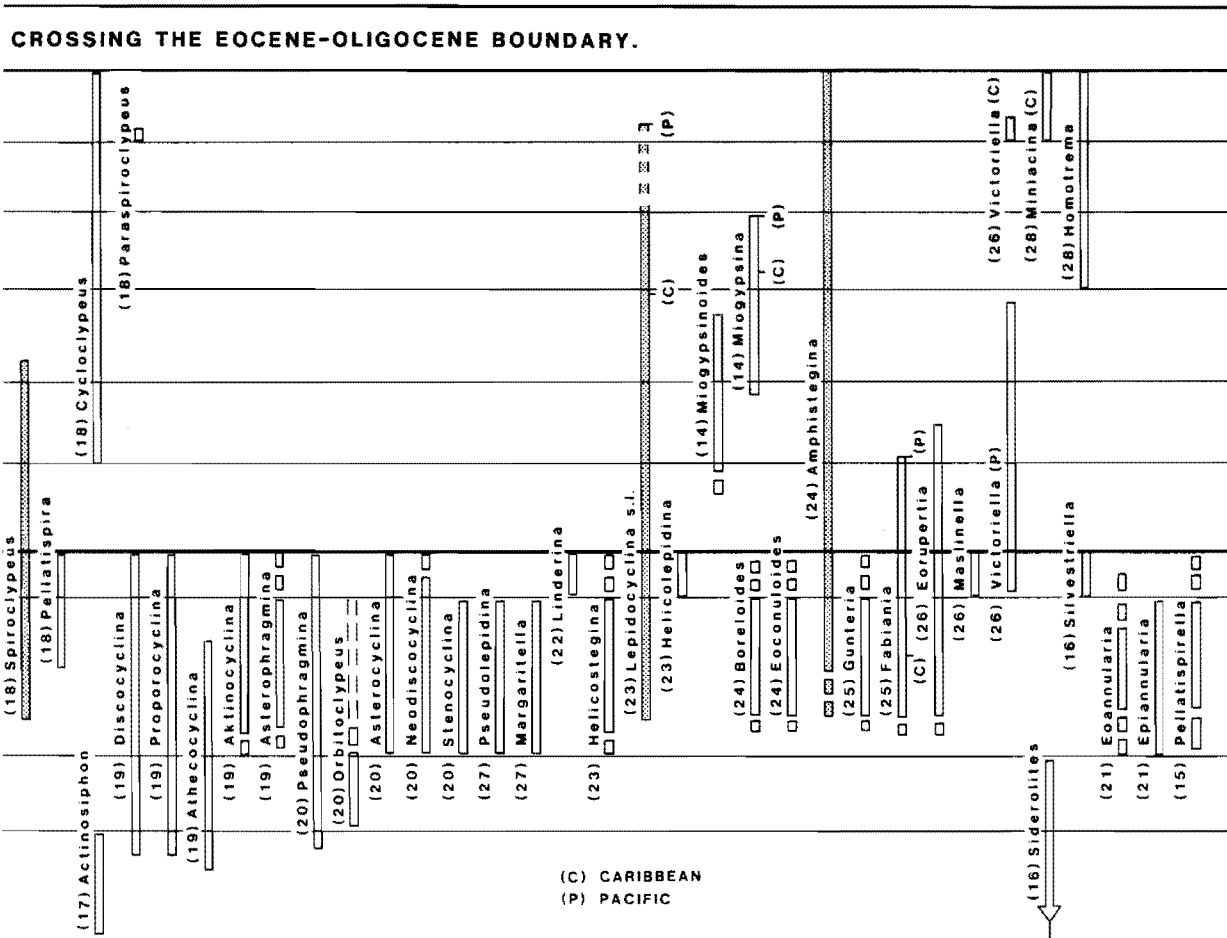 CROSSING THE EOCENE-OLIGOCENE BOUNDARY.
(18) Spiroclypeus
(18) Pellatispira
(17) Actinosiphon
(18) Cycloclypeus
(18) Paraspiroclypeus
(19) Discocyclina
(19) Proporocyclina
(19) Athecocyclina
(19) Aktinocyclina
(19) Asterophragmina
(20) Pseudophragmina
(20) Orbitoclypeus
(20) Asterocyclina
(20) Neodiscocyclina
(20) Stenocyclina
(27) Pseudolepidina
(27) Margaritella
(22) Linderina
(23) Helicostegina
(23) Lepidocyclina s.l.
(C)
(P)
(23) Helicolepidina
(14) Miogypsinoides
(14) Miogypsina
(C)
(P)
(24) Boreloides
(24) Eoconuloides
(24) Amphistegina
(25) Gunteria
(25) Fabiania
(C)
(P)
(26) Eorupertia
(26) Maslinella
(26) Victoriella (P)
(26) Victoriella (C)
(28) Miniacina (C)
(28) Homotrema
(16) Siderolites
(16) Silvestriella
(21) Eoannularia
(21) Epiannularia
(15) Pellatispirella
(C) CARIBBEAN
(P) PACIFIC